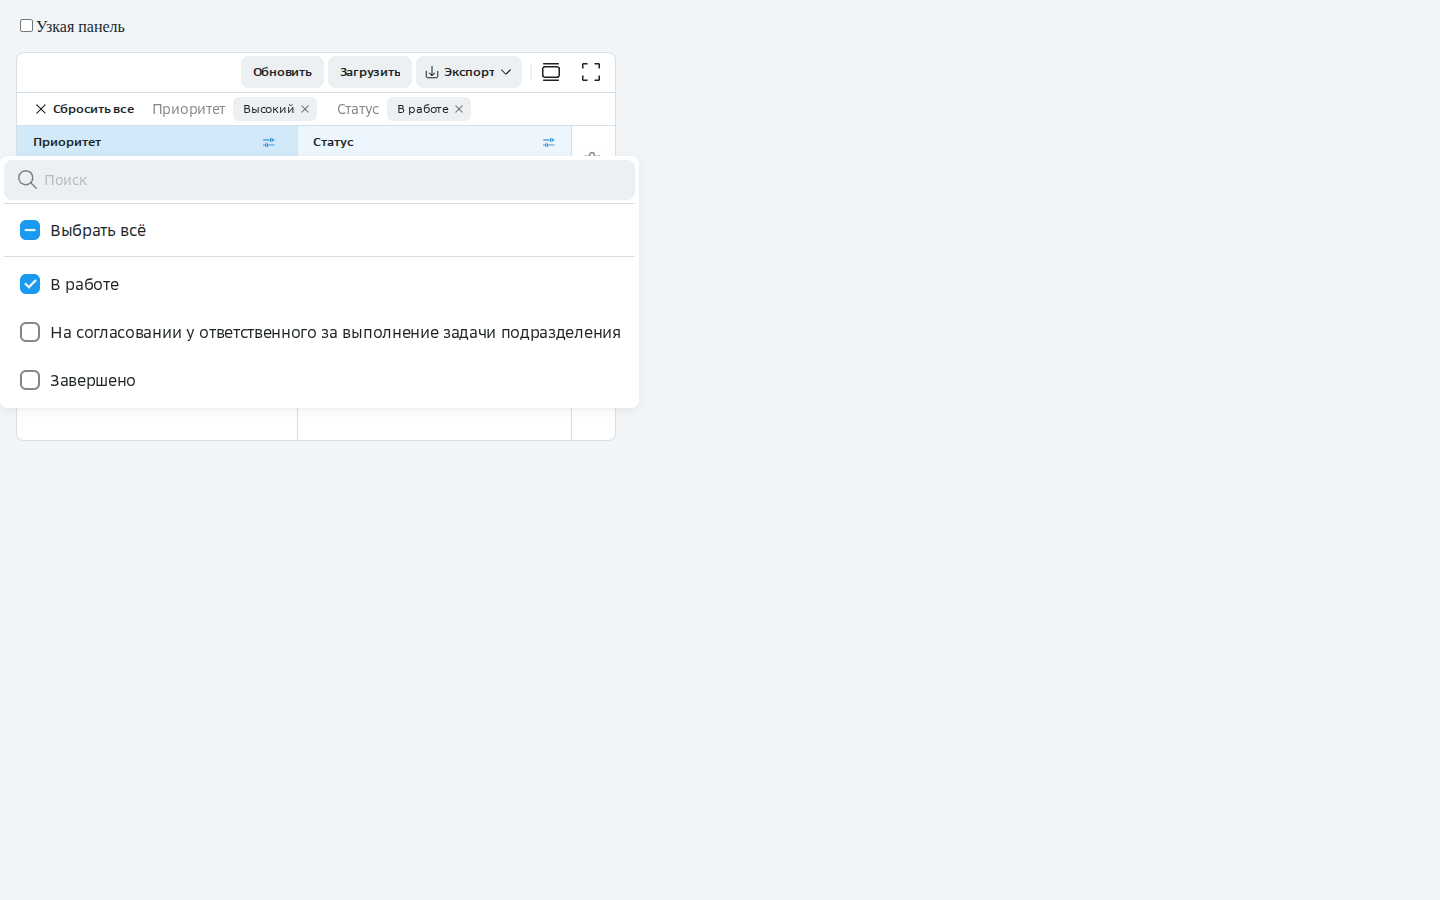 Узкая панель
Обновить Загрузить Экспорт
Сбросить все Приоритет Высокий Статус В работе
Приоритет Статус
Поиск
Выбрать всё
В работе
На согласовании у ответственного за выполнение задачи подразделения
Завершено